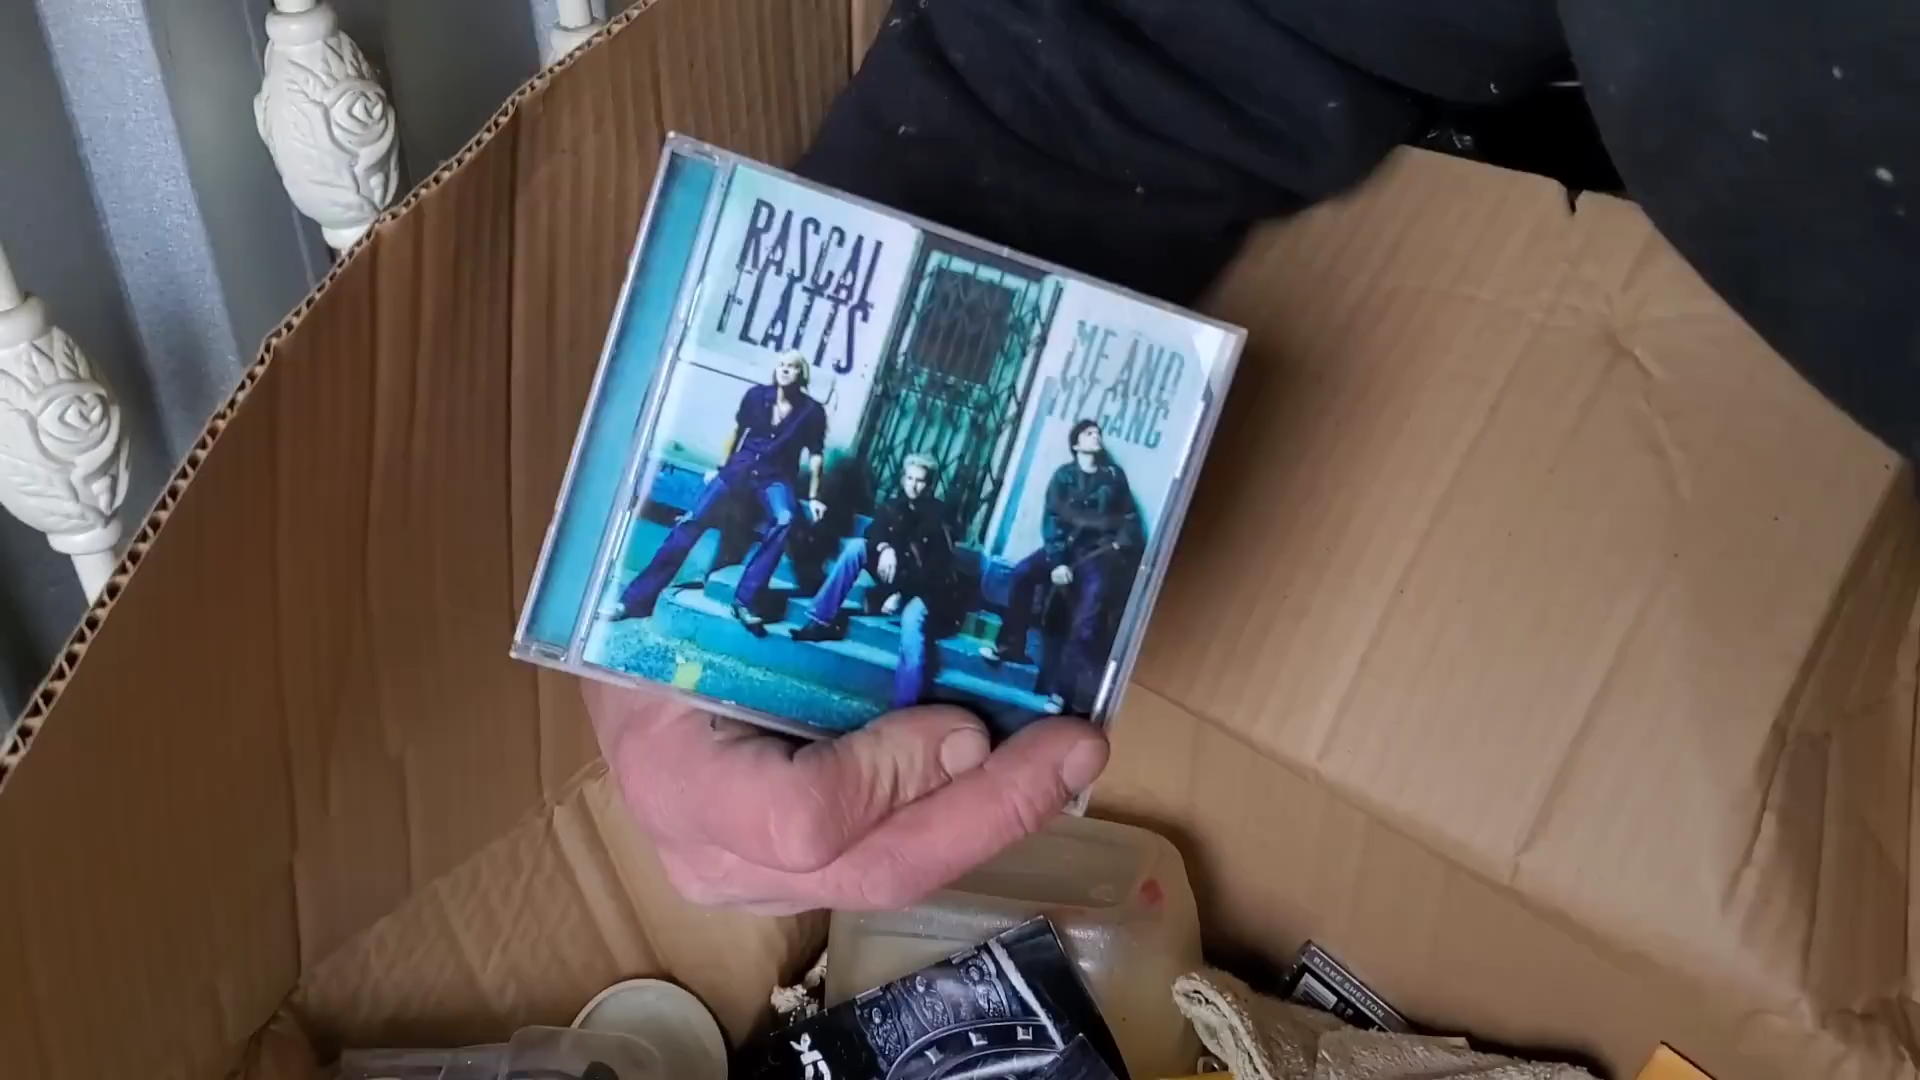 RASCAL
FLATTS
ME AND
MY GANG
BLAKE SHELTON